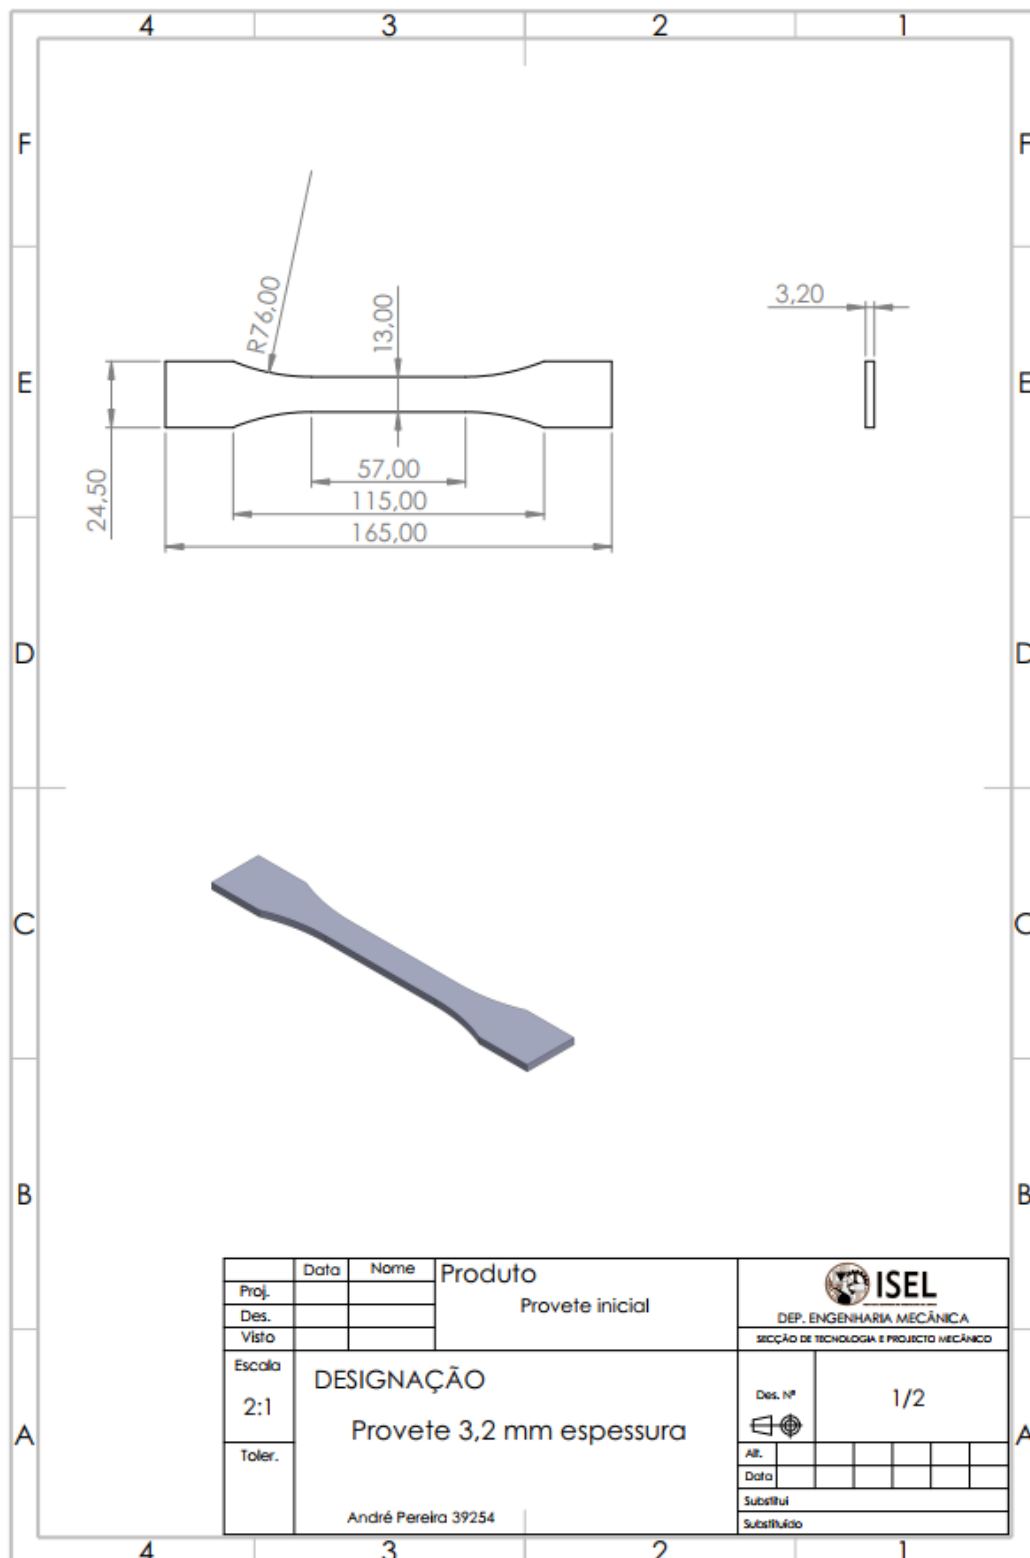 4 3 2 1
F F
R76,00
13,00
3,20
E E
24,50
57,00
115,00
165,00
D D
C C
B B
Data Nome Produto
Proj.
Provete inicial
Des.
Visto
ISEL
DEP. ENGENHARIA MECÂNICA
SECÇÃO DE TECNOLOGIA E PROJECTO MECÂNICO
Escala
2:1
DESIGNAÇÃO
Provete 3,2 mm espessura
Des. Nº
1/2
A A
Toler.
Alt.
Data
Substitui
André Pereira 39254
Substituído
4 3 2 1